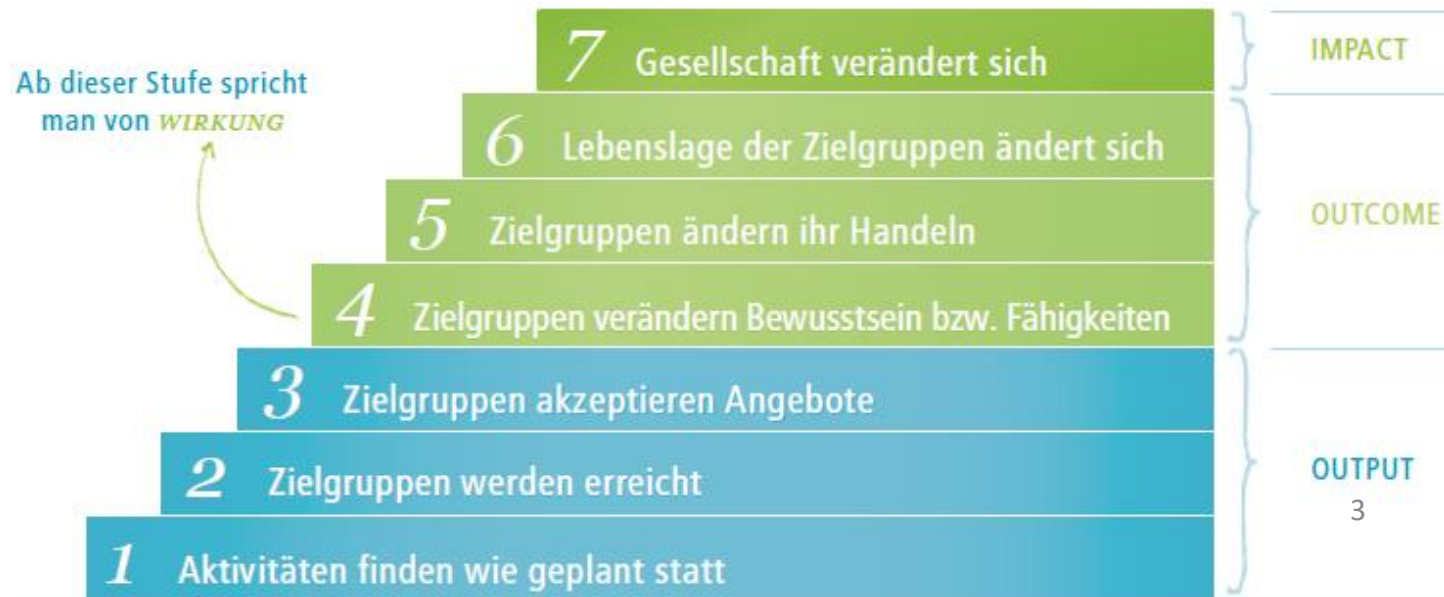 7 Gesellschaft verändert sich
IMPACT
Ab dieser Stufe spricht
man von WIRKUNG
6 Lebenslage der Zielgruppen ändert sich
5 Zielgruppen ändern ihr Handeln
OUTCOME
4 Zielgruppen verändern Bewusstsein bzw. Fähigkeiten
3 Zielgruppen akzeptieren Angebote
2 Zielgruppen werden erreicht
OUTPUT
3
1 Aktivitäten finden wie geplant statt